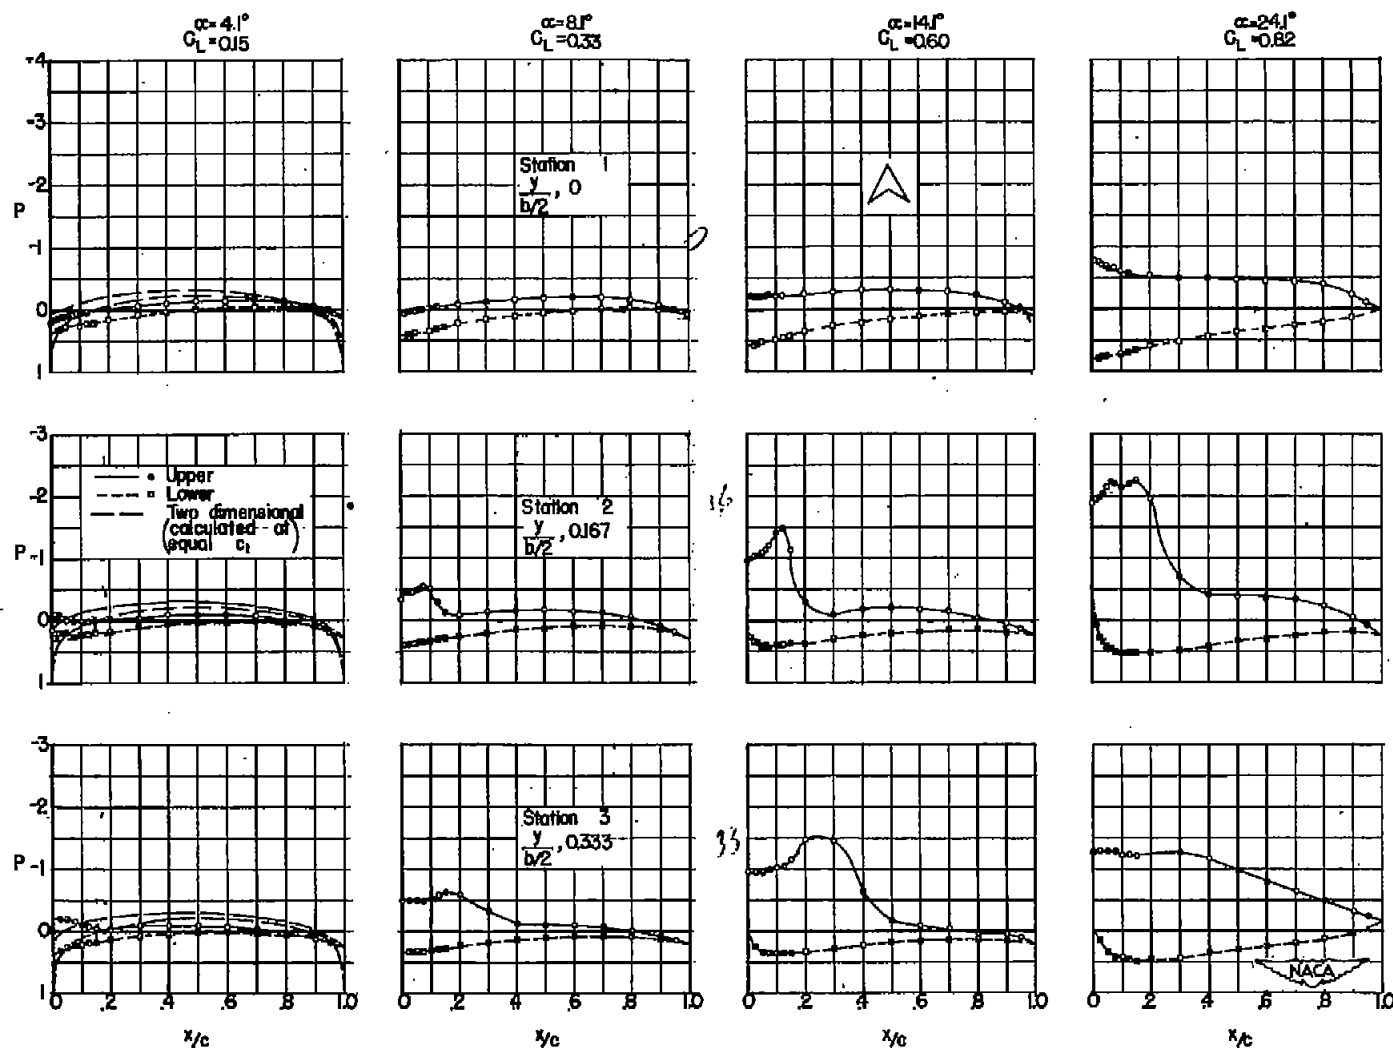 α=4.1° α=8.1° α=14.1° α=24.1°
C_L=0.15 C_L=0.33 C_L=0.60 C_L=0.82
-4
-3
-2
P
-1
0
1
Station 1
y/b/2, 0
-3
-2
P -1
0
1
Upper
Lower
Two dimensional
(calculated at
equal c_l)
Station 2
y/b/2, 0.167
-3
-2
P -1
0
1
Station 3
y/b/2, 0.333
33
NACA
0 .2 .4 .6 .8 1.0 0 .2 .4 .6 .8 1.0 0 .2 .4 .6 .8 1.0 0 .2 .4 .6 .8 1.0
x/c x/c x/c x/c